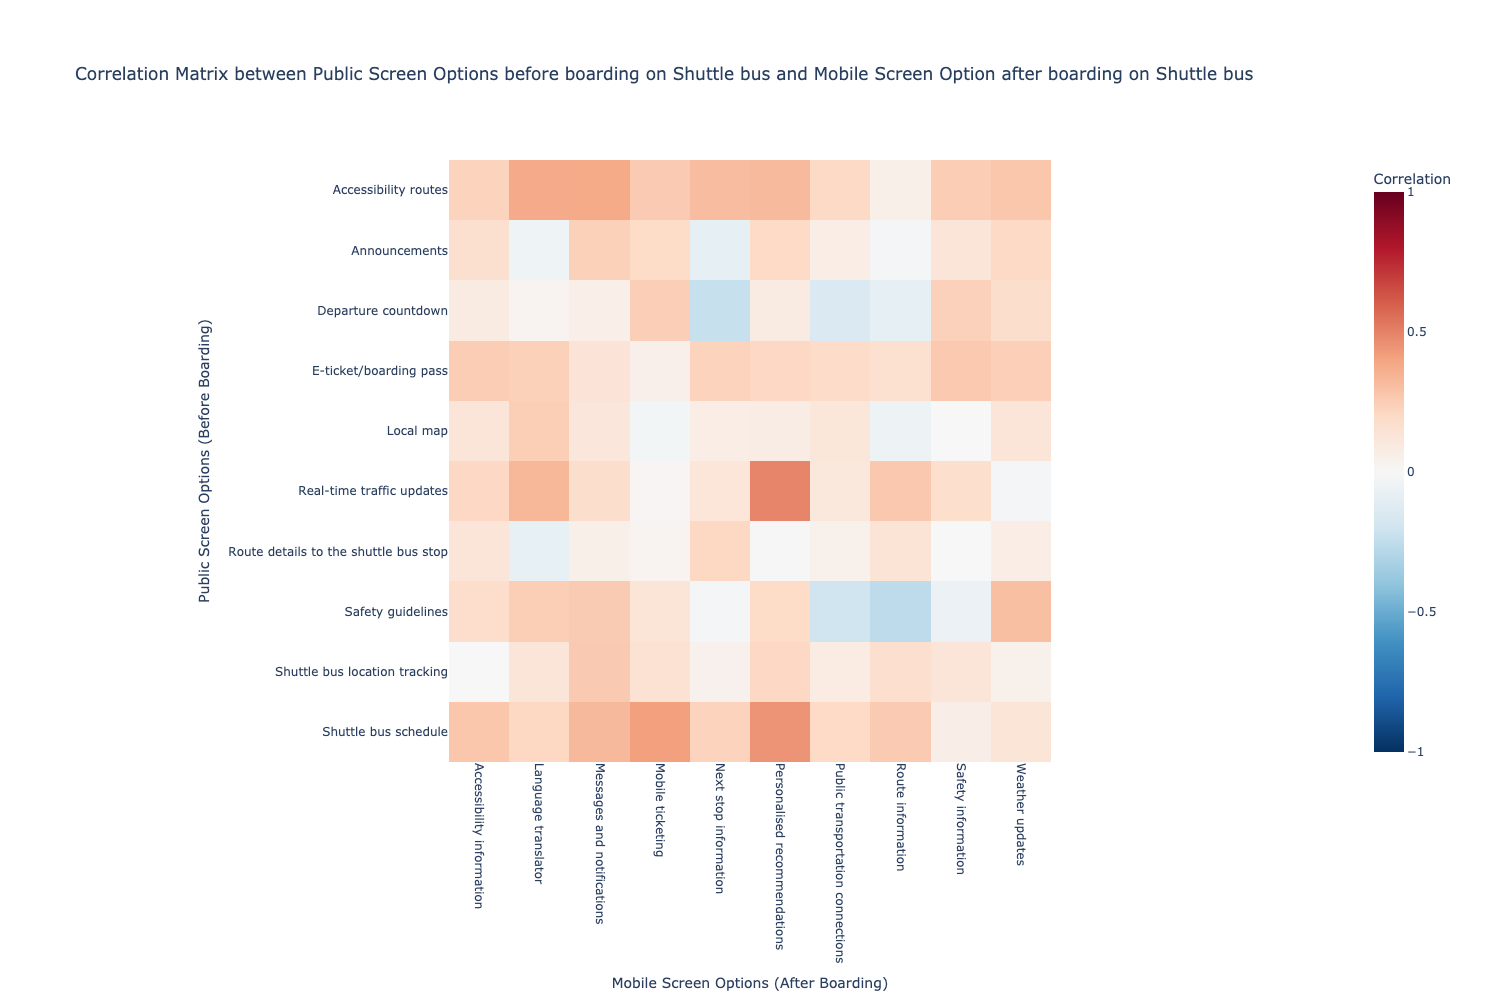 Correlation Matrix between Public Screen Options before boarding on Shuttle bus and Mobile Screen Option after boarding on Shuttle bus
Public Screen Options (Before Boarding)
Accessibility routes
Announcements
Departure countdown
E-ticket/boarding pass
Local map
Real-time traffic updates
Route details to the shuttle bus stop
Safety guidelines
Shuttle bus location tracking
Shuttle bus schedule
Accessibility information
Language translator
Messages and notifications
Mobile ticketing
Next stop information
Personalised recommendations
Public transportation connections
Route information
Safety information
Weather updates
Mobile Screen Options (After Boarding)
Correlation
1
0.5
0
−0.5
−1